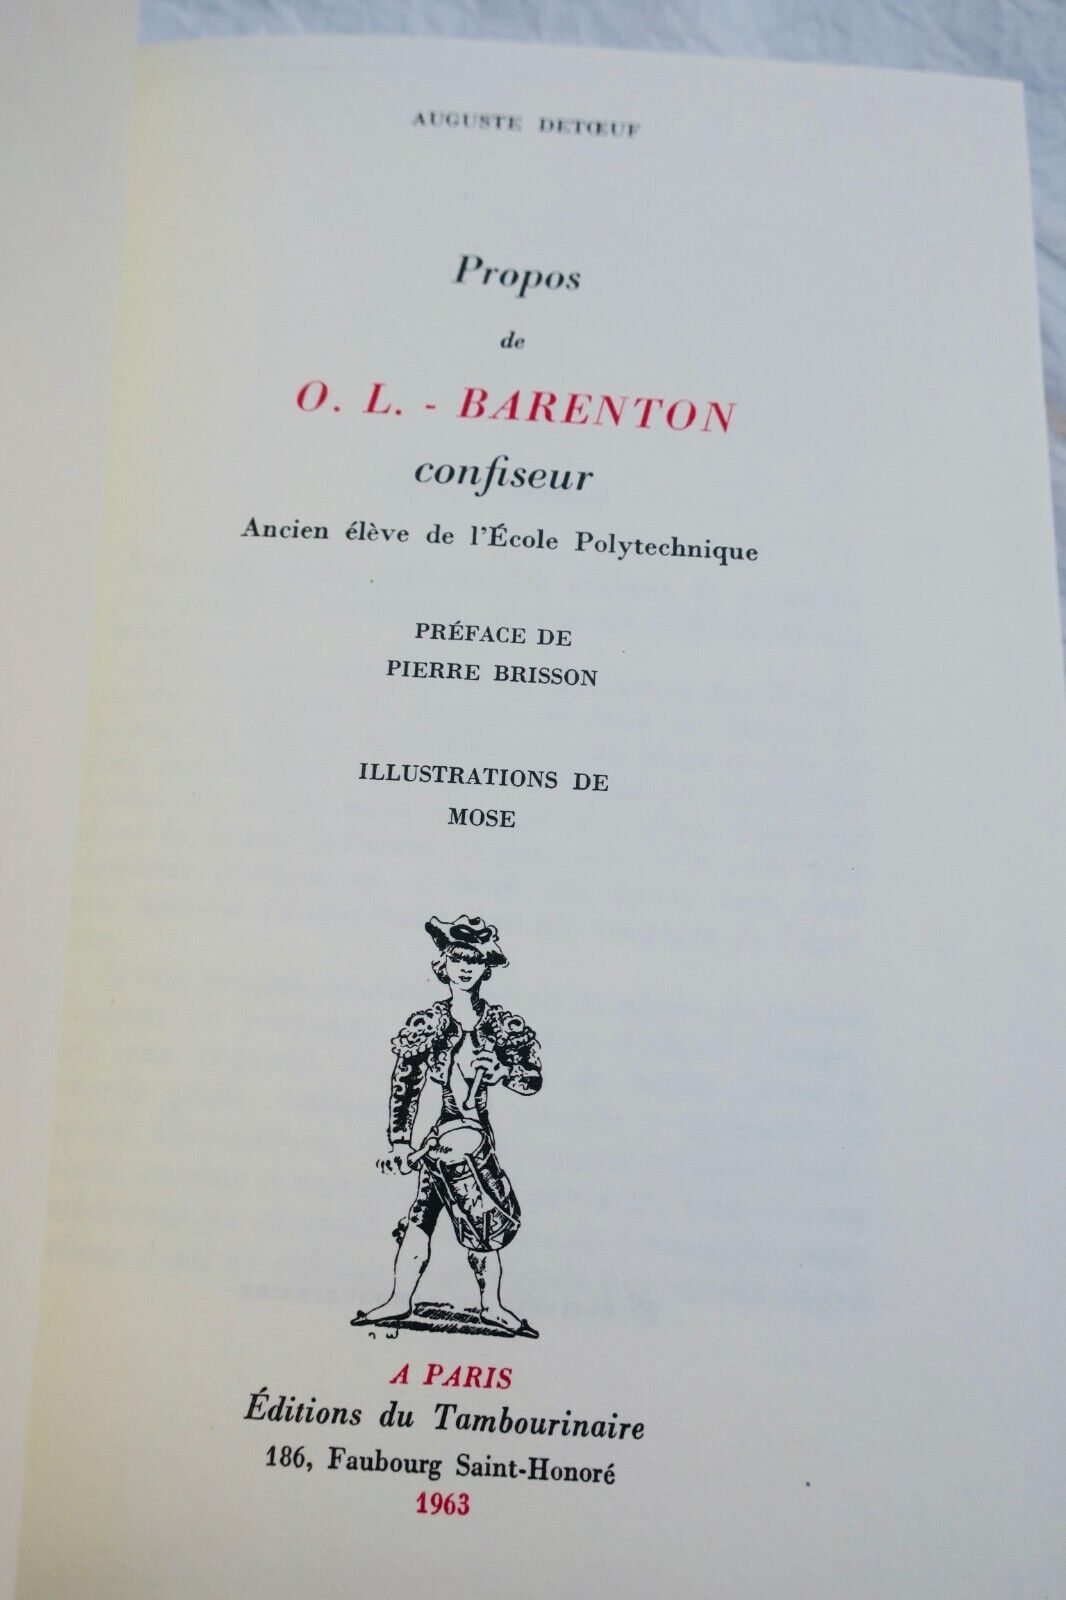 AUGUSTE DETŒUF
Propos
de
O. L. - BARENTON
confiseur
Ancien élève de l'École Polytechnique
PRÉFACE DE
PIERRE BRISSON
ILLUSTRATIONS DE
MOSE
A PARIS
Éditions du Tambourinaire
186, Faubourg Saint-Honoré
1963